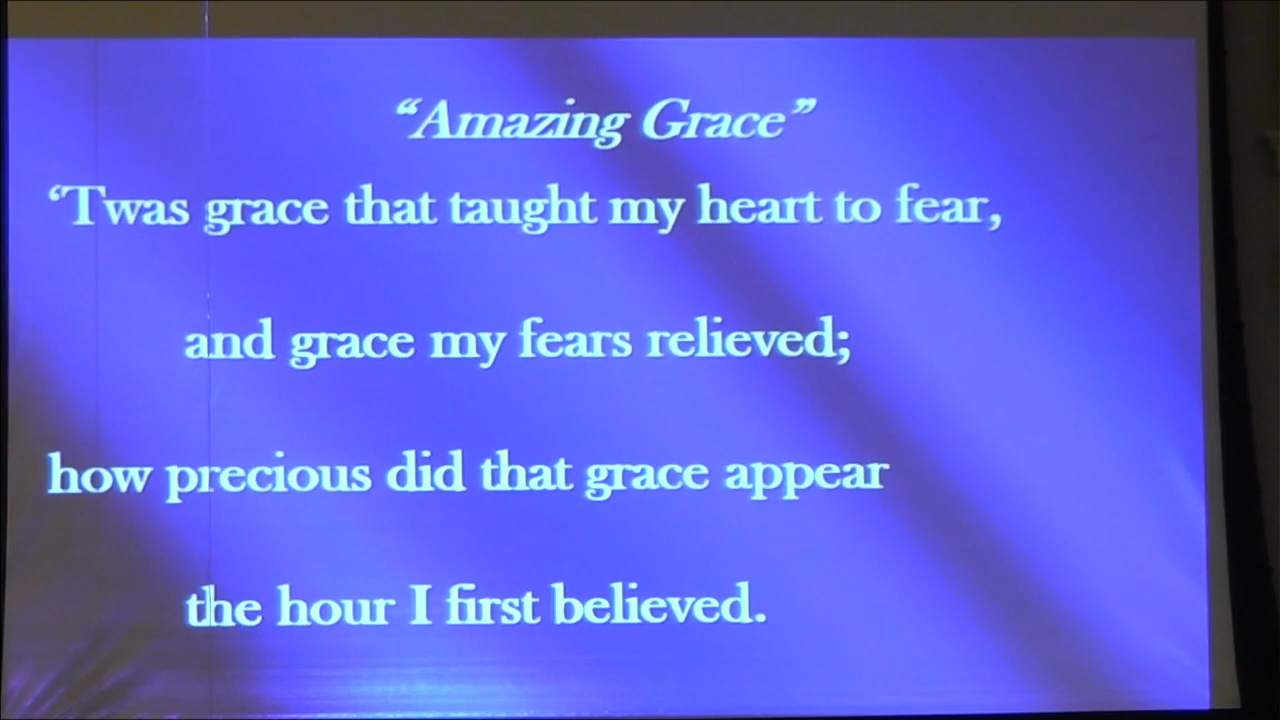 “Amazing Grace”
‘Twas grace that taught my heart to fear,
and grace my fears relieved;
how precious did that grace appear
the hour I first believed.